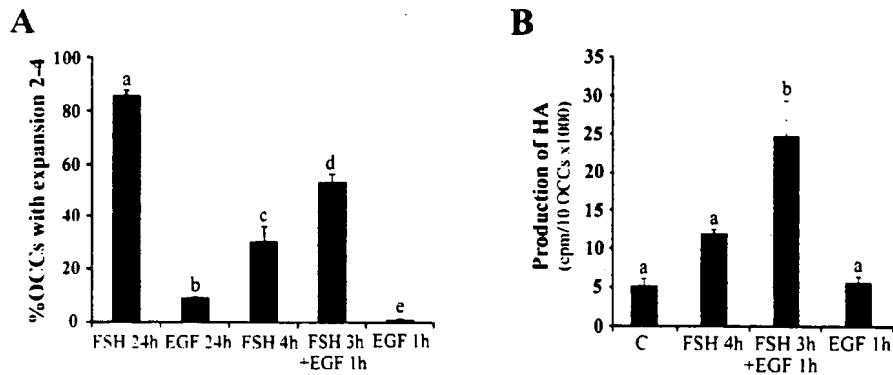 A
%OCCs with expansion 2-4
100
80
60
40
20
0
a
b
c
d
e
FSH 24h EGF 24h FSH 4h FSH 3h +EGF 1h EGF 1h
B
Production of HA
(cpm/10 OCCs x1000)
35
30
25
20
15
10
5
0
a
a
b
a
C FSH 4h FSH 3h +EGF 1h EGF 1h